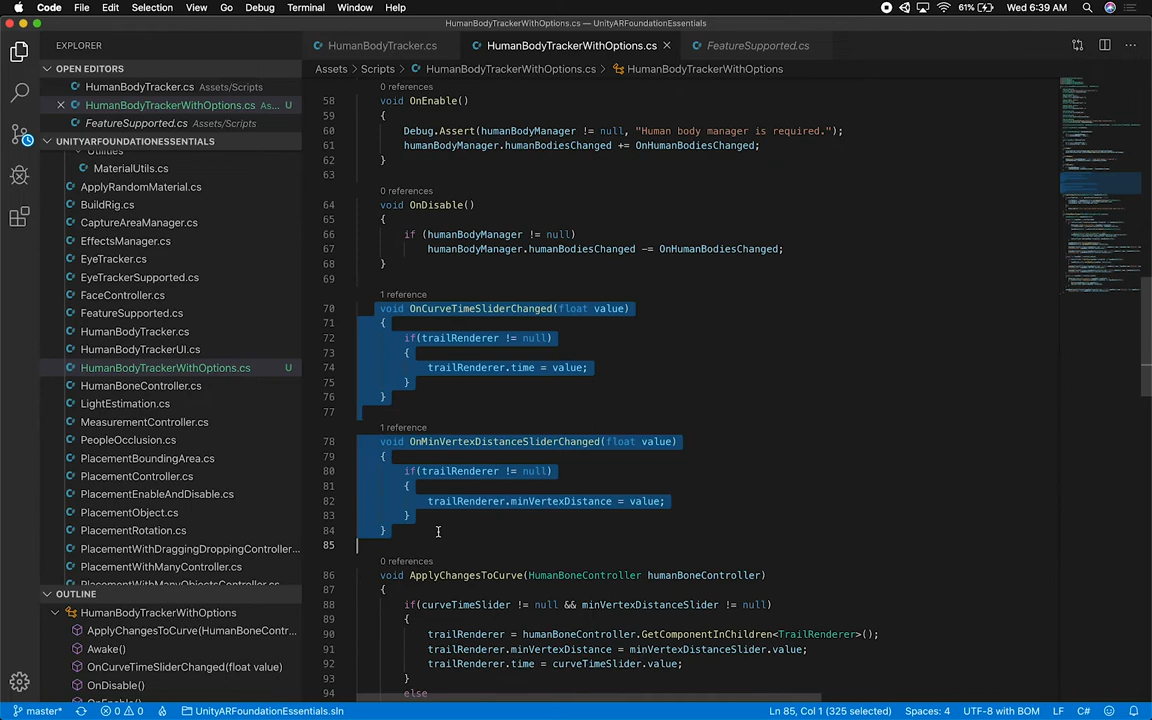 Code File Edit Selection View Go Debug Terminal Window Help 61% Wed 6:39 AM
HumanBodyTrackerWithOptions.cs — UnityARFoundationEssentials
EXPLORER
OPEN EDITORS
HumanBodyTracker.cs Assets/Scripts
HumanBodyTrackerWithOptions.cs As... U
FeatureSupported.cs Assets/Scripts
UNITYARFOUNDATIONESSENTIALS
Utilities
MaterialUtils.cs
ApplyRandomMaterial.cs
BuildRig.cs
CaptureAreaManager.cs
EffectsManager.cs
EyeTracker.cs
EyeTrackerSupported.cs
FaceController.cs
FeatureSupported.cs
HumanBodyTracker.cs
HumanBodyTrackerUI.cs
HumanBodyTrackerWithOptions.cs U
HumanBoneController.cs
LightEstimation.cs
MeasurementController.cs
PeopleOcclusion.cs
PlacementBoundingArea.cs
PlacementController.cs
PlacementEnableAndDisable.cs
PlacementObject.cs
PlacementRotation.cs
PlacementWithDraggingDroppingController...
PlacementWithManyController.cs
PlacementWithManyObjectsController.cs
OUTLINE
HumanBodyTrackerWithOptions
ApplyChangesToCurve(HumanBoneContr...
Awake()
OnCurveTimeSliderChanged(float value)
OnDisable()
OnEnable()
HumanBodyTracker.cs HumanBodyTrackerWithOptions.cs FeatureSupported.cs
Assets > Scripts > HumanBodyTrackerWithOptions.cs > HumanBodyTrackerWithOptions
0 references
58 void OnEnable()
59 {
60 Debug.Assert(humanBodyManager != null, "Human body manager is required.");
61 humanBodyManager.humanBodiesChanged += OnHumanBodiesChanged;
62 }
63
0 references
64 void OnDisable()
65 {
66 if (humanBodyManager != null)
67 humanBodyManager.humanBodiesChanged -= OnHumanBodiesChanged;
68 }
69
1 reference
70 void OnCurveTimeSliderChanged(float value)
71 {
72 if(trailRenderer != null)
73 {
74 trailRenderer.time = value;
75 }
76 }
77
1 reference
78 void OnMinVertexDistanceSliderChanged(float value)
79 {
80 if(trailRenderer != null)
81 {
82 trailRenderer.minVertexDistance = value;
83 }
84 }
85
0 references
86 void ApplyChangesToCurve(HumanBoneController humanBoneController)
87 {
88 if(curveTimeSlider != null && minVertexDistanceSlider != null)
89 {
90 trailRenderer = humanBoneController.GetComponentInChildren<TrailRenderer>();
91 trailRenderer.minVertexDistance = minVertexDistanceSlider.value;
92 trailRenderer.time = curveTimeSlider.value;
93 }
94 else
master* 0 0 UnityARFoundationEssentials.sln Ln 85, Col 1 (325 selected) Spaces: 4 UTF-8 with BOM LF C#